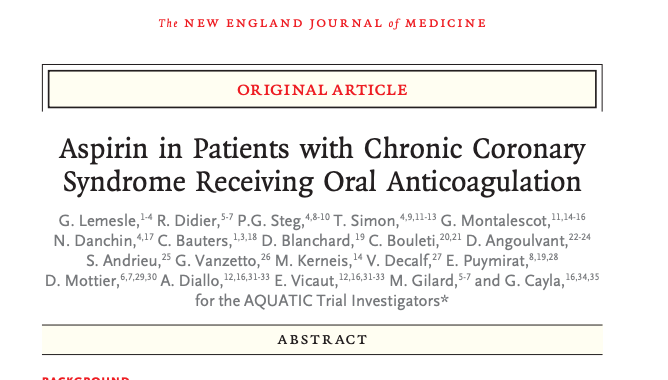 The NEW ENGLAND JOURNAL of MEDICINE
ORIGINAL ARTICLE
Aspirin in Patients with Chronic Coronary
Syndrome Receiving Oral Anticoagulation
G. Lemesle,1-4 R. Didier,5-7 P.G. Steg,4,8-10 T. Simon,4,9,11-13 G. Montalescot,11,14-16
N. Danchin,4,17 C. Bauters,1,3,18 D. Blanchard,19 C. Bouleti,20,21 D. Angoulvant,22-24
S. Andrieu,25 G. Vanzetto,26 M. Kerneis,14 V. Decalf,27 E. Puymirat,8,19,28
D. Mottier,6,7,29,30 A. Diallo,12,16,31-33 E. Vicaut,12,16,31-33 M. Gilard,5-7 and G. Cayla,16,34,35
for the AQUATIC Trial Investigators*
ABSTRACT
BACKGROUND